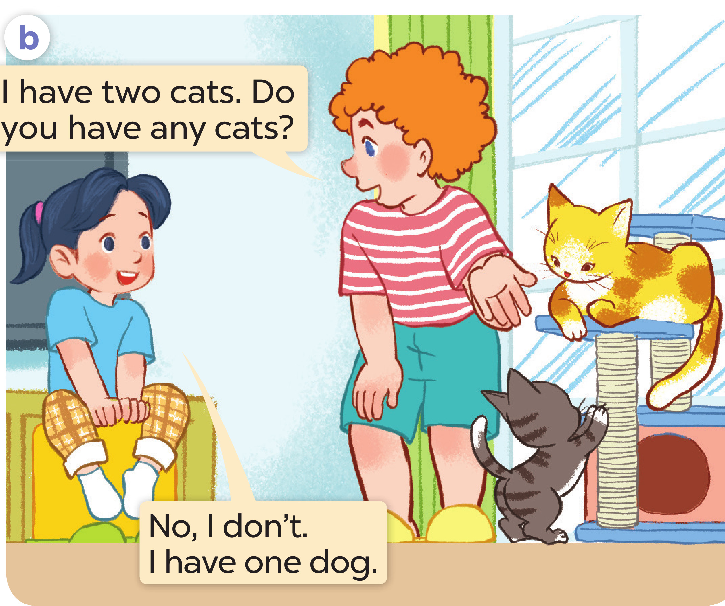 b
I have two cats. Do
you have any cats?
No, I don't.
I have one dog.